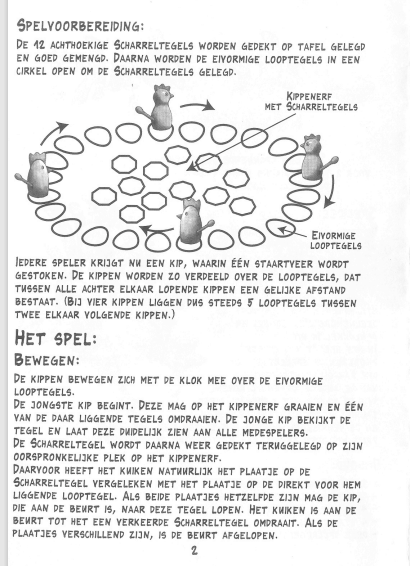 SPELVOORBEREIDING:
DE 12 ACHTHOEKIGE SCHARRELTEGELS WORDEN GEDEKT OP TAFEL GELEGD
EN GOED GEMENGD. DAARNA WORDEN DE EIVORMIGE LOOPTEGELS IN EEN
CIRKEL OPEN OM DE SCHARRELTEGELS GELEGD.
KIPPENERF
MET SCHARRELTEGELS
EIVORMIGE
LOOPTEGELS
IEDERE SPELER KRIJGT NU EEN KIP, WAARIN ÉÉN STAARTVEER WORDT
GESTOKEN. DE KIPPEN WORDEN ZO VERDEELD OVER DE LOOPTEGELS, DAT
TUSSEN ALLE ACHTER ELKAAR LOPENDE KIPPEN EEN GELIJKE AFSTAND
BESTAAT. (BIJ VIER KIPPEN LIGGEN DUS STEEDS 5 LOOPTEGELS TUSSEN
TWEE ELKAAR VOLGENDE KIPPEN.)
HET SPEL:
BEWEGEN:
DE KIPPEN BEWEGEN ZICH MET DE KLOK MEE OVER DE EIVORMIGE
LOOPTEGELS.
DE JONGSTE KIP BEGINT. DEZE MAG OP HET KIPPENERF GRAAIEN EN ÉÉN
VAN DE DAAR LIGGENDE TEGELS OMDRAAIEN. DE JONGE KIP BEKIJKT DE
TEGEL EN LAAT DEZE DUIDELIJK ZIEN AAN ALLE MEDESPELERS.
DE SCHARRELTEGEL WORDT DAARNA WEER GEDEKT TERUGGELEGD OP ZIJN
OORSPRONKELIJKE PLEK OP HET KIPPENERF.
DAARVOOR HEEFT HET KUIKEN NATUURLIJK HET PLAATJE OP DE
SCHARRELTEGEL VERGELEKEN MET HET PLAATJE OP DE DIREKT VOOR HEM
LIGGENDE LOOPTEGEL. ALS BEIDE PLAATJES HETZELFDE ZIJN MAG DE KIP,
DIE AAN DE BEURT IS, NAAR DEZE TEGEL LOPEN. HET KUIKEN IS AAN DE
BEURT TOT HET EEN VERKEERDE SCHARRELTEGEL OMDRAAIT. ALS DE
PLAATJES VERSCHILLEND ZIJN, IS DE BEURT AFGELOPEN.
2